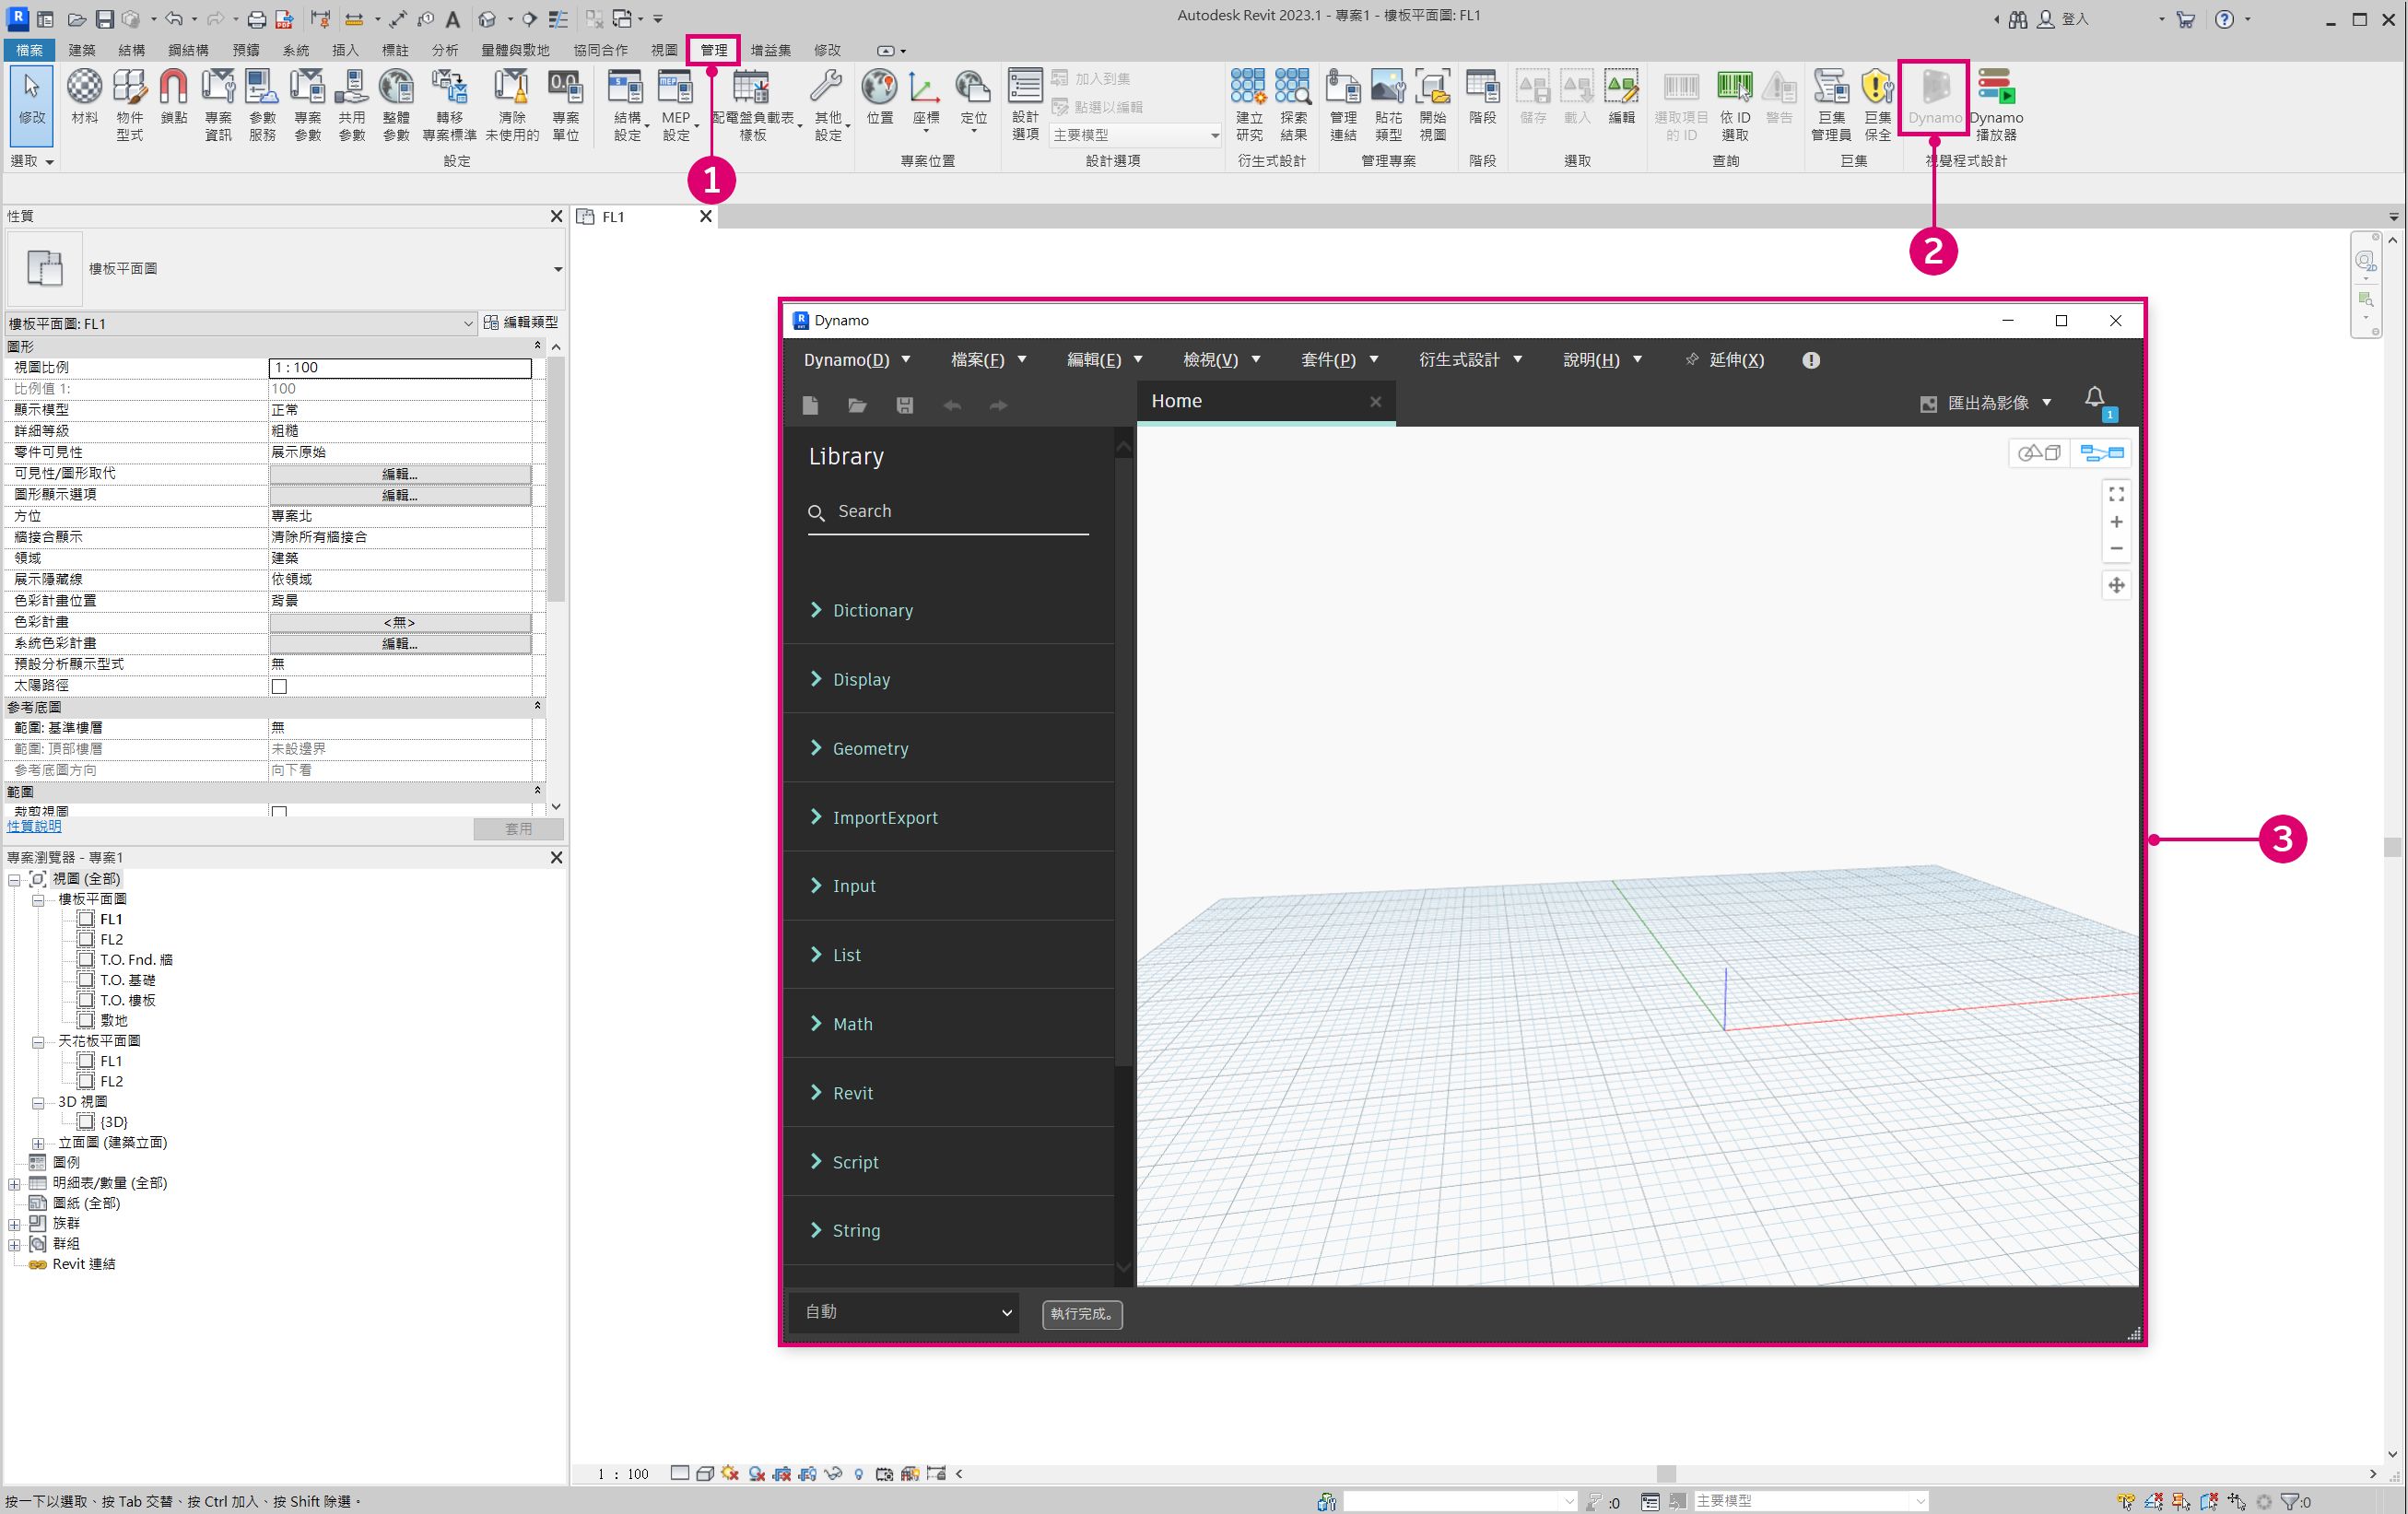 Autodesk Revit 2023.1 - 專案1 - 樓板平面圖: FL1
登入
檔案 建築 結構 鋼結構 預鑄 系統 插入 標註 分析 量體與敷地 協同合作 視圖 管理 增益集 修改
修改
材料
物件
型式
鎖點
專案
資訊
參數
服務
專案
參數
共用
參數
整體
參數
轉移
專案標準
清除
未使用的
專案
單位
結構
設定
MEP
設定
配電盤負載表
樣板
其他
設定
位置
座標
定位
設計
選項
加入到集
點選以編輯
主要模型
建立
研究
探索
結果
管理
連結
貼花
類型
開始
視圖
階段
儲存
載入
編輯
選取項目
的 ID
依 ID
選取
警告
巨集
管理員
巨集
保全
Dynamo
Dynamo
播放器
選取 設定 專案位置 設計選項 衍生式設計 管理專案 階段 選取 查詢 巨集 視覺程式設計
1
2
3
性質
樓板平面圖
樓板平面圖: FL1
編輯類型
圖形
視圖比例 1 : 100
比例值 1: 100
顯示模型 正常
詳細等級 粗糙
零件可見性 展示原始
可見性/圖形取代 編輯...
圖形顯示選項 編輯...
方位 專案北
牆接合顯示 清除所有牆接合
領域 建築
展示隱藏線 依領域
色彩計畫位置 背景
色彩計畫 <無>
系統色彩計畫 編輯...
預設分析顯示型式 無
太陽路徑
參考底圖
範圍: 基準樓層 無
範圍: 頂部樓層 未設邊界
參考底圖方向 向下看
範圍
裁剪視圖
性質說明
套用
專案瀏覽器 - 專案1
視圖 (全部)
樓板平面圖
FL1
FL2
T.O. Fnd. 牆
T.O. 基礎
T.O. 樓板
敷地
天花板平面圖
FL1
FL2
3D 視圖
{3D}
立面圖 (建築立面)
圖例
明細表/數量 (全部)
圖紙 (全部)
族群
群組
Revit 連結
FL1
Dynamo
Dynamo(D) 檔案(F) 編輯(E) 檢視(V) 套件(P) 衍生式設計 說明(H) 延伸(X)
Home
匯出為影像
1
Library
Search
Dictionary
Display
Geometry
ImportExport
Input
List
Math
Revit
Script
String
自動
執行完成。
1 : 100
按一下以選取、按 Tab 交替、按 Ctrl 加入、按 Shift 除選。
:0
主要模型
:0